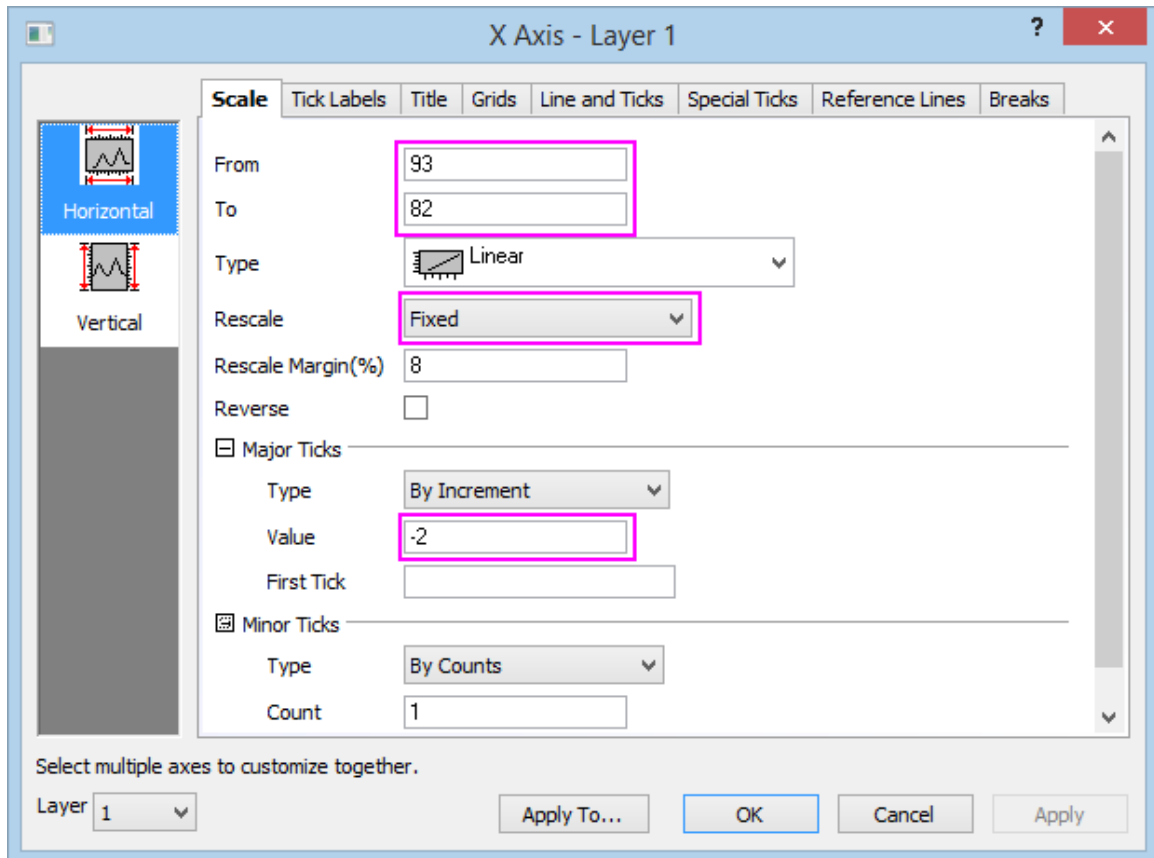 X Axis - Layer 1 ?
Scale Tick Labels Title Grids Line and Ticks Special Ticks Reference Lines Breaks
Horizontal
Vertical
From 93
To 82
Type Linear
Rescale Fixed
Rescale Margin(%) 8
Reverse
Major Ticks
Type By Increment
Value -2
First Tick
Minor Ticks
Type By Counts
Count 1
Select multiple axes to customize together.
Layer 1 Apply To... OK Cancel Apply